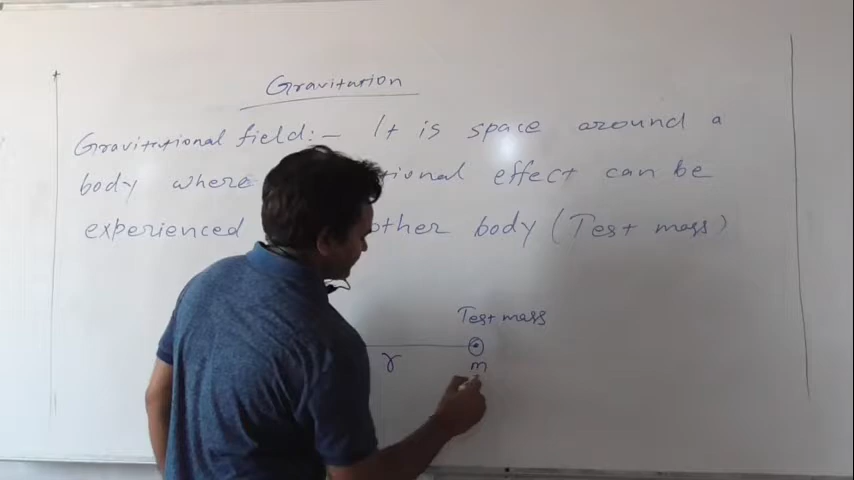 Gravitation
Gravitational field:- It is space around a
body where tional effect can be
experienced other body (Test mass)
Test mass
r
m